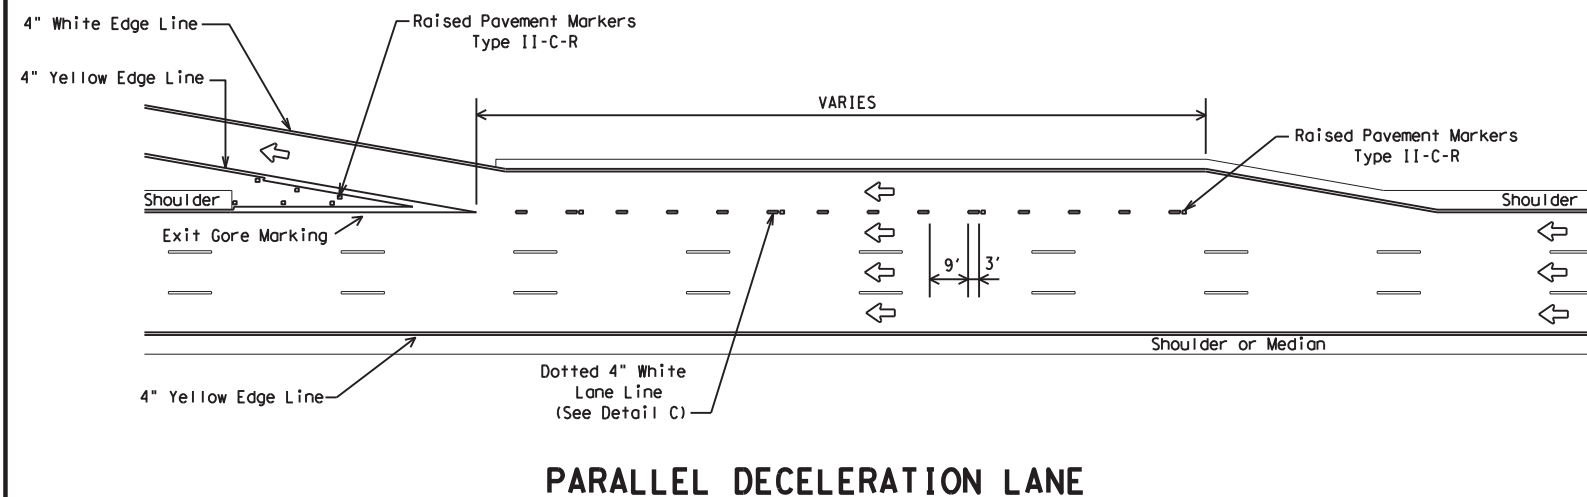 4" White Edge Line
Raised Pavement Markers
Type II-C-R
4" Yellow Edge Line
VARIES
Raised Pavement Markers
Type II-C-R
Shoulder
Shoulder
Exit Gore Marking
9'
3'
Shoulder or Median
Dotted 4" White
Lane Line
(See Detail C)
4" Yellow Edge Line
PARALLEL DECELERATION LANE